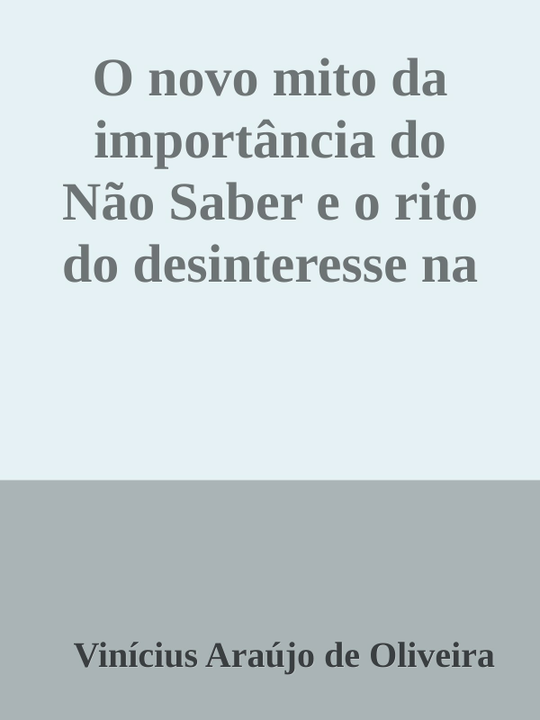 O novo mito da
importância do
Não Saber e o rito
do desinteresse na
Vinícius Araújo de Oliveira